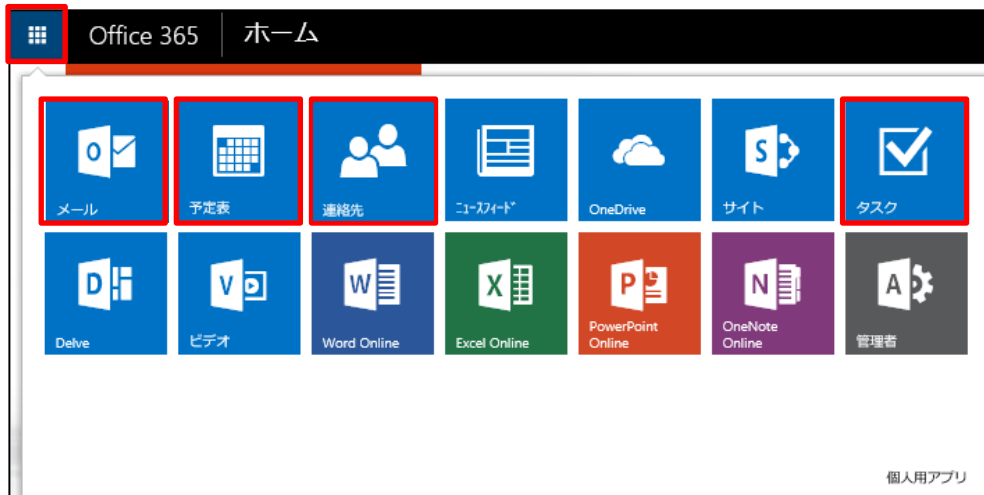 Office 365 ホーム
メール 予定表 連絡先 ﾆｭｰｽﾌｨｰﾄﾞ OneDrive サイト タスク
Delve ビデオ Word Online Excel Online PowerPoint Online OneNote Online 管理者
個人用アプリ